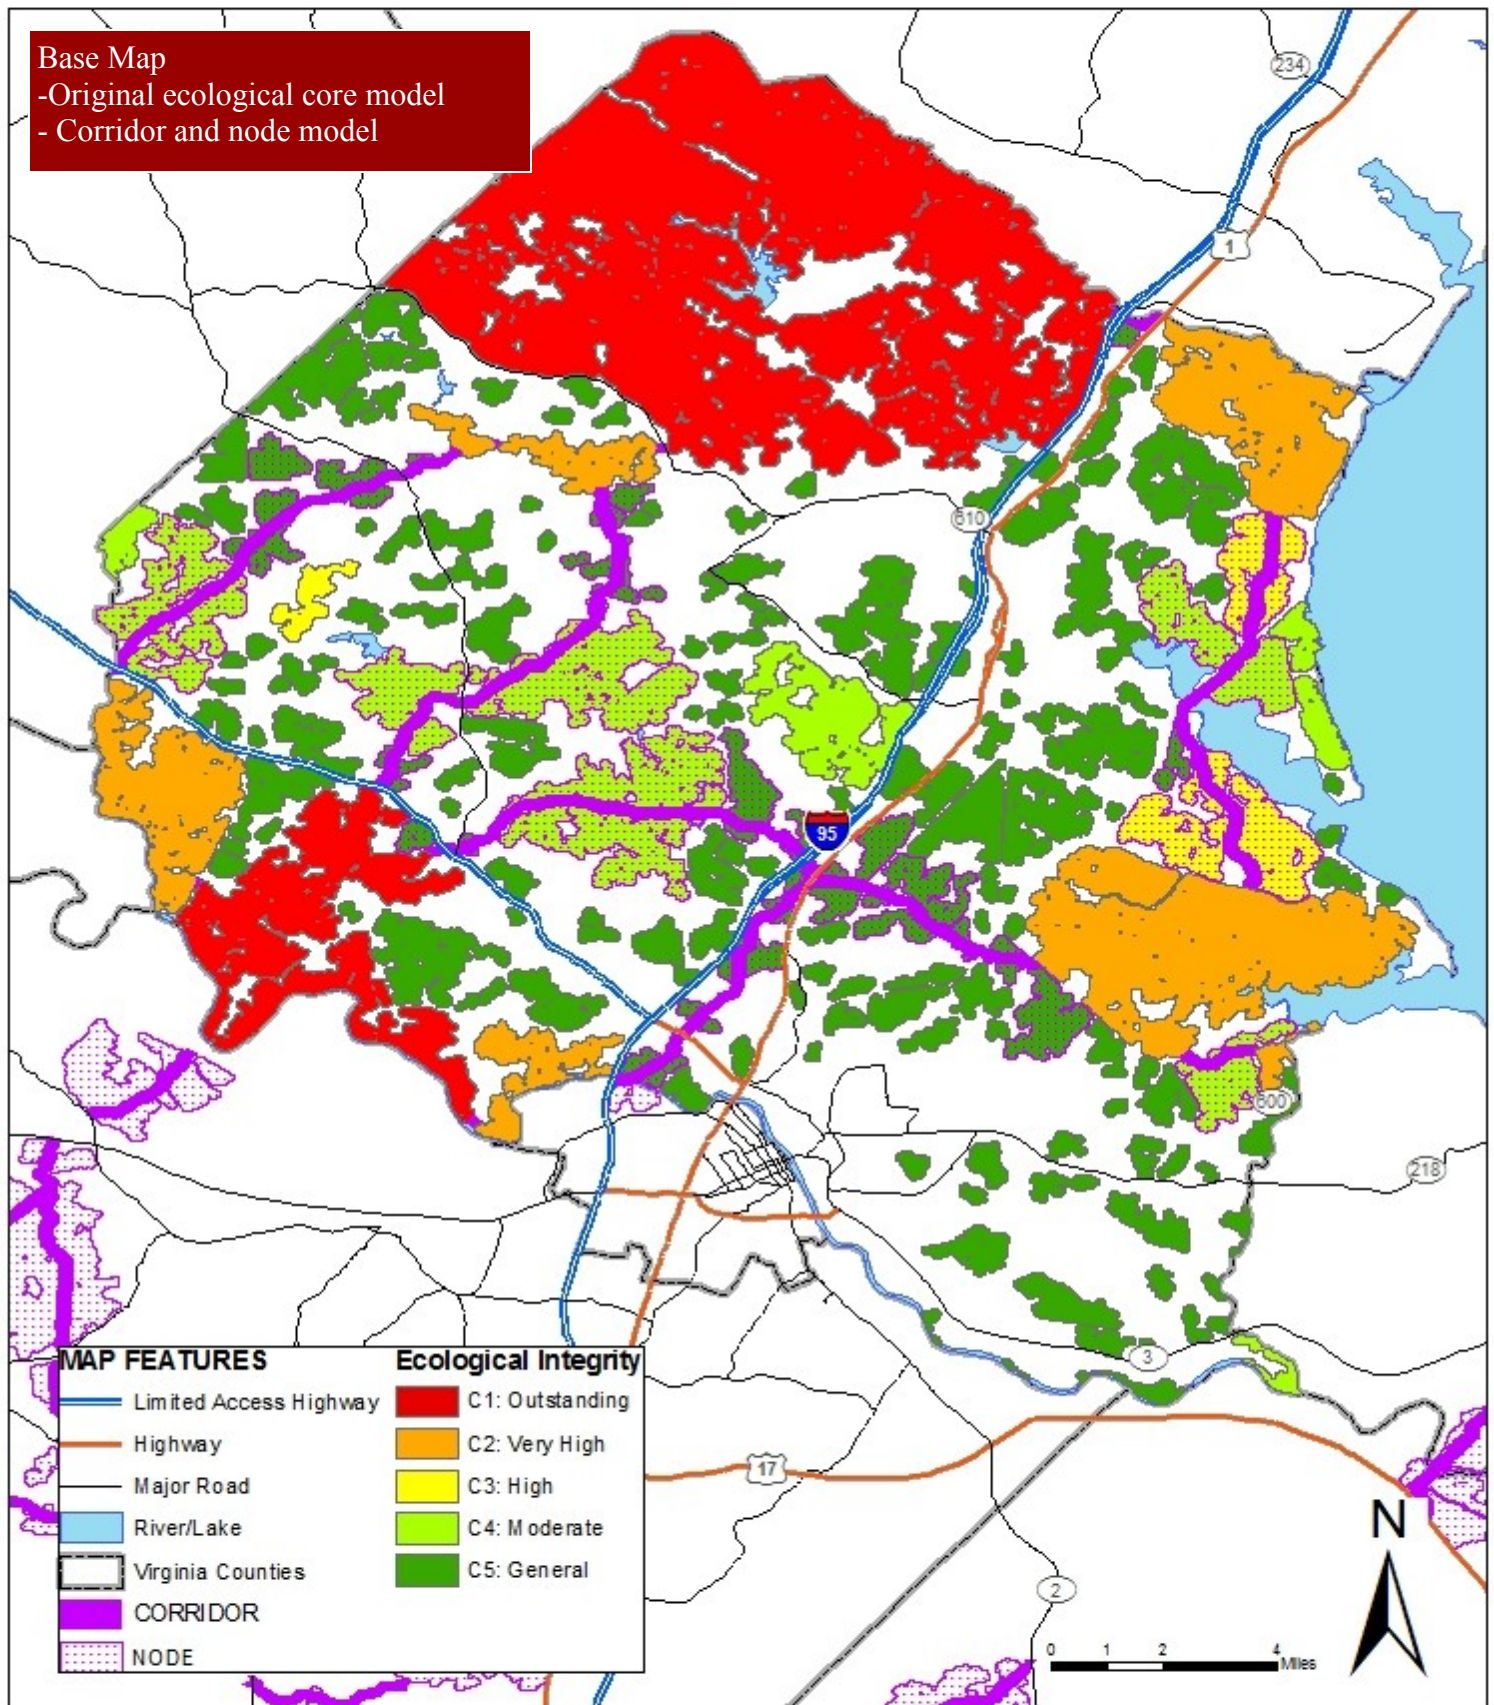 Base Map
-Original ecological core model
- Corridor and node model
234
1
610
95
600
218
3
17
2
MAP FEATURES
Limited Access Highway
Highway
Major Road
River/Lake
Virginia Counties
CORRIDOR
NODE
Ecological Integrity
C1: Outstanding
C2: Very High
C3: High
C4: Moderate
C5: General
N
0 1 2 4
Miles